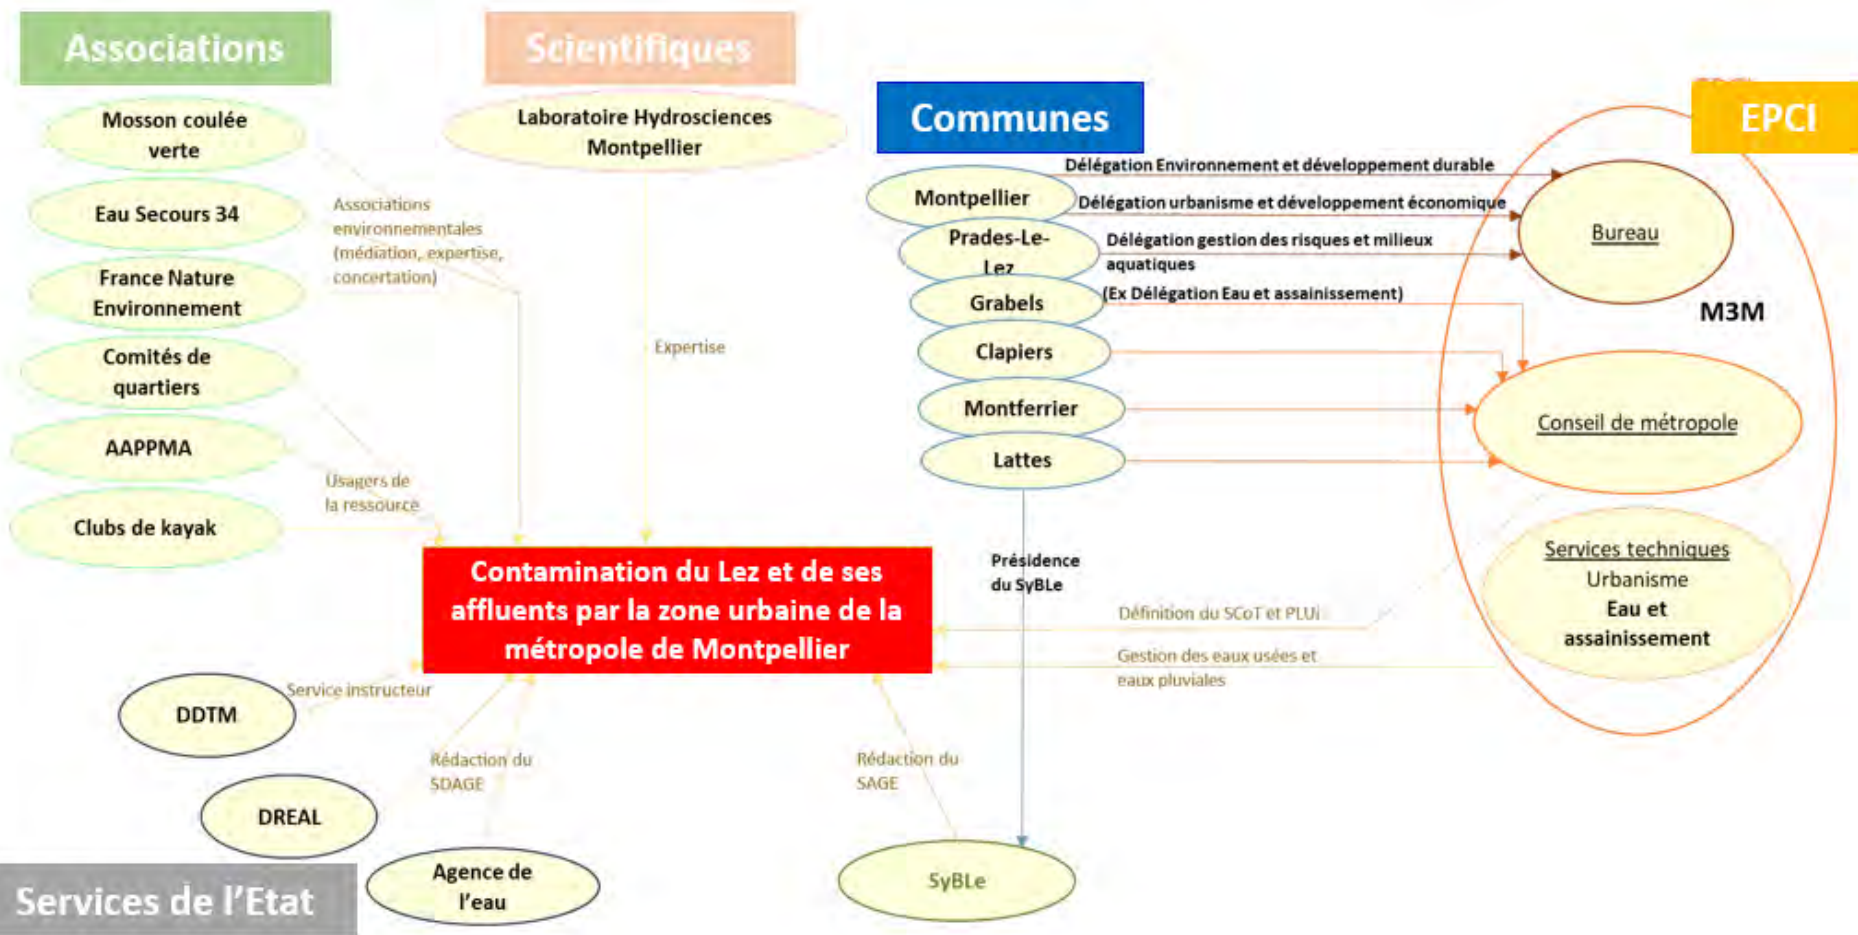 Associations
Mosson coulée
verte
Eau Secours 34
France Nature
Environnement
Comités de
quartiers
AAPPMA
Clubs de kayak
Associations
environnementales
(médiation, expertise,
concertation)
Usagers de
la ressource
Scientifiques
Laboratoire Hydrosciences
Montpellier
Expertise
Communes
Montpellier
Prades-Le-
Lez
Grabels
Clapiers
Montferrier
Lattes
Délégation Environnement et développement durable
Délégation urbanisme et développement économique
Délégation gestion des risques et milieux
aquatiques
(Ex Délégation Eau et assainissement)
EPCI
Bureau
M3M
Conseil de métropole
Services techniques
Urbanisme
Eau et
assainissement
Contamination du Lez et de ses
affluents par la zone urbaine de la
métropole de Montpellier
Présidence
du SyBLe
Définition du SCoT et PLUi
Gestion des eaux usées et
eaux pluviales
DDTM
Service instructeur
DREAL
Rédaction du
SDAGE
Agence de
l'eau
Rédaction du
SAGE
SyBLe
Services de l'Etat